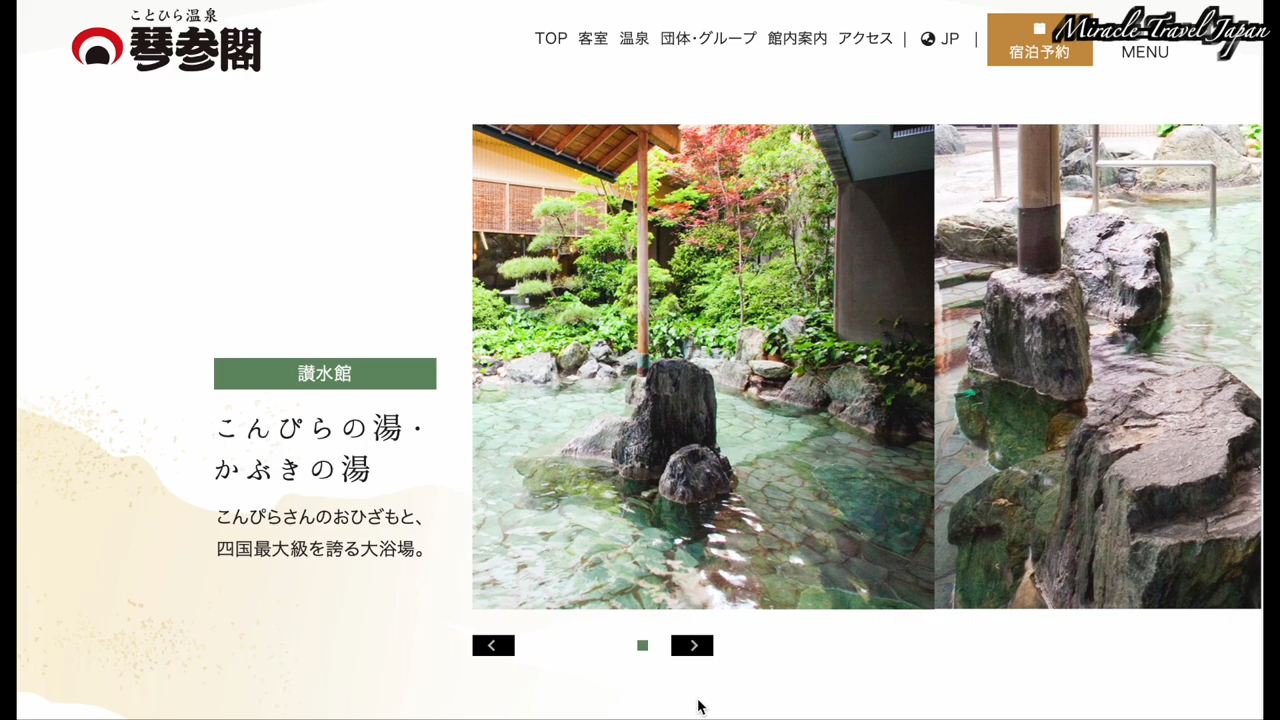 ことひら温泉
琴参閣
TOP 客室 温泉 団体･グループ 館内案内 アクセス | JP |
宿泊予約
MENU
Miracle Travel Japan
讃水館
こんぴらの湯・
かぶきの湯
こんぴらさんのおひざもと、
四国最大級を誇る大浴場。